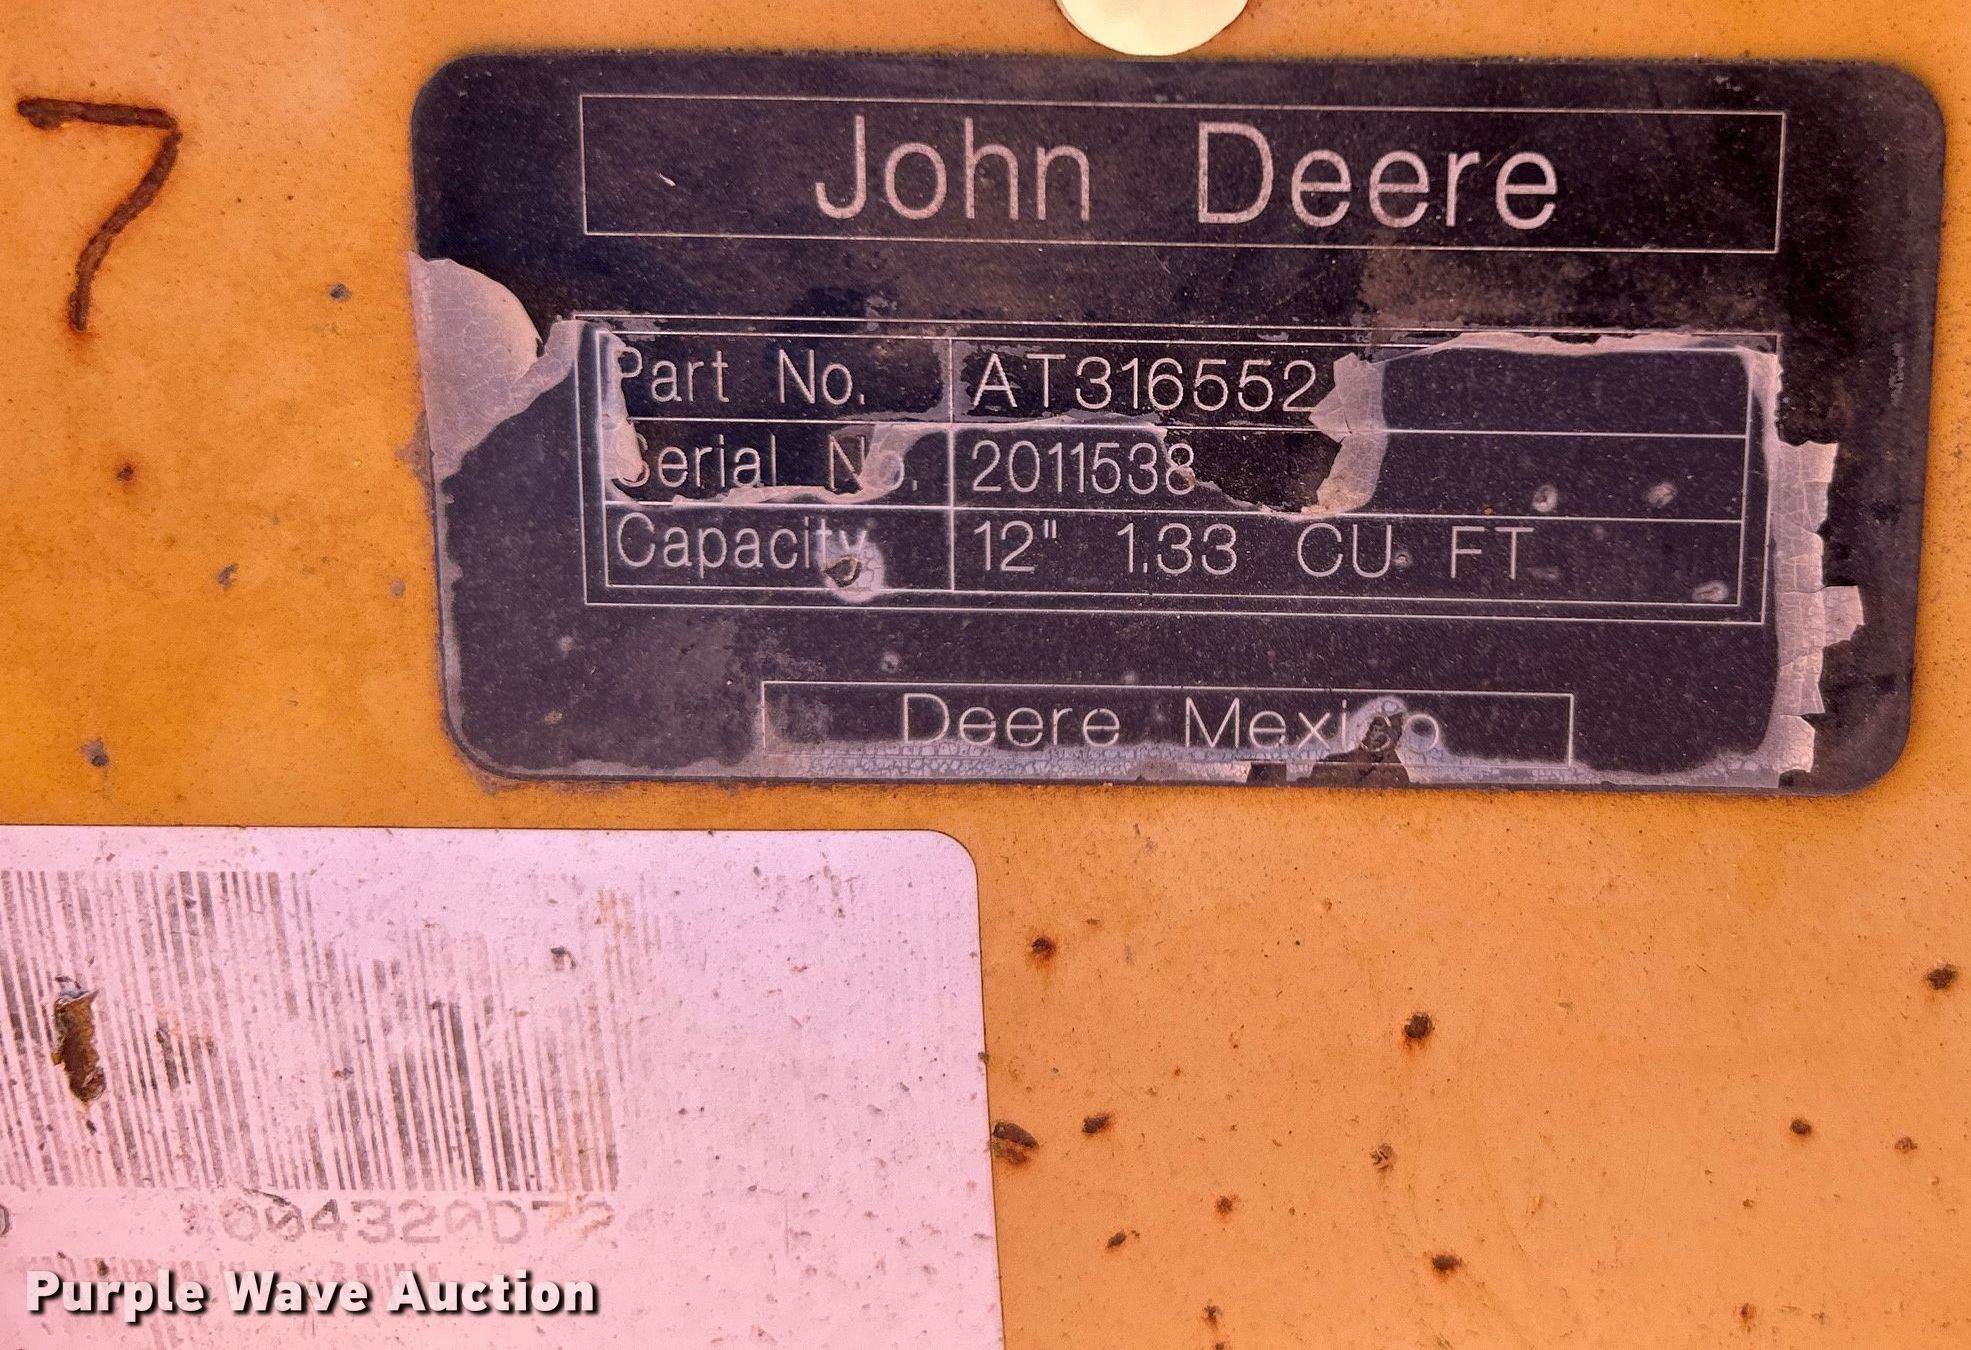 7
John Deere
Part No. AT316552
Serial No. 2011538
Capacity 12" 1.33 CU FT
Deere Mexico
Purple Wave Auction